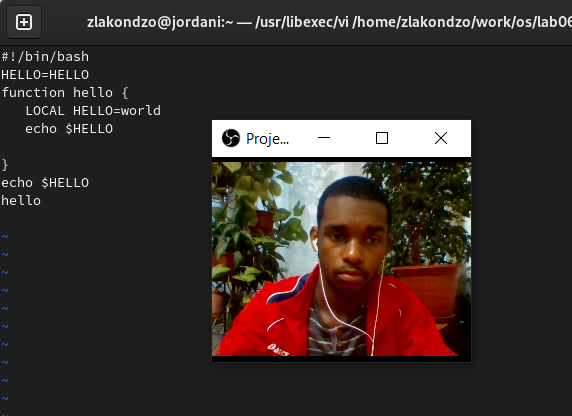 zlakondzo@jordani:~ — /usr/libexec/vi /home/zlakondzo/work/os/lab06
#!/bin/bash
HELLO=HELLO
function hello {
   LOCAL HELLO=world
   echo $HELLO
Proje...
}
echo $HELLO
hello
~
~
~
~
~
~
~
~
~
~